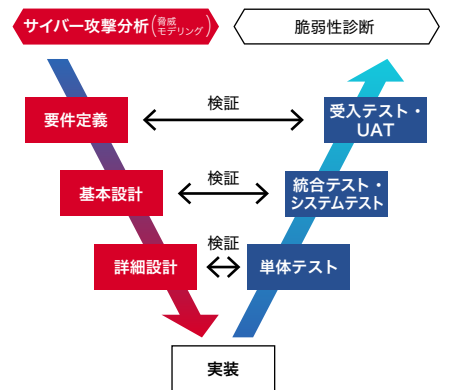 サイバー攻撃分析(脅威モデリング)
脆弱性診断
要件定義
検証
受入テスト・
UAT
基本設計
検証
統合テスト・
システムテスト
詳細設計
検証
単体テスト
実装